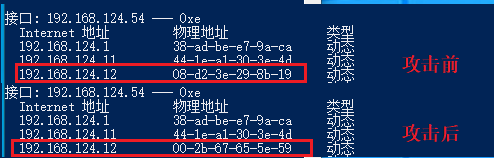 接口: 192.168.124.54 --- 0xe
Internet 地址 物理地址 类型
192.168.124.1 38-ad-be-e7-9a-ca 动态
192.168.124.11 44-1e-a1-30-3e-4d 动态
192.168.124.12 08-d2-3e-29-8b-19 动态
攻击前
接口: 192.168.124.54 --- 0xe
Internet 地址 物理地址 类型
192.168.124.1 38-ad-be-e7-9a-ca 动态
192.168.124.11 44-1e-a1-30-3e-4d 动态
192.168.124.12 00-2b-67-65-5e-59 动态
攻击后